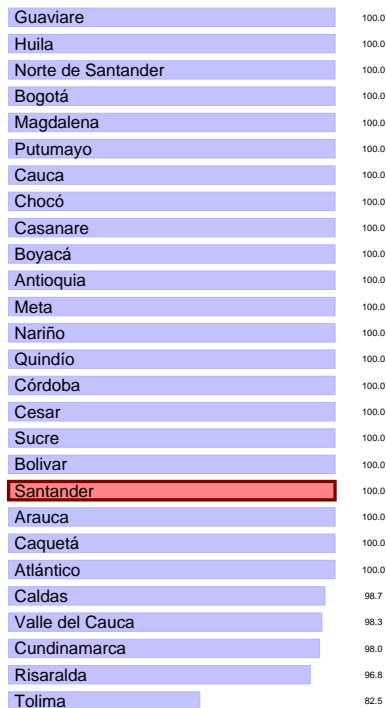 Guaviare 100.0
Huila 100.0
Norte de Santander 100.0
Bogotá 100.0
Magdalena 100.0
Putumayo 100.0
Cauca 100.0
Chocó 100.0
Casanare 100.0
Boyacá 100.0
Antioquia 100.0
Meta 100.0
Nariño 100.0
Quindío 100.0
Córdoba 100.0
Cesar 100.0
Sucre 100.0
Bolivar 100.0
Santander 100.0
Arauca 100.0
Caquetá 100.0
Atlántico 100.0
Caldas 98.7
Valle del Cauca 98.3
Cundinamarca 98.0
Risaralda 96.8
Tolima 82.5